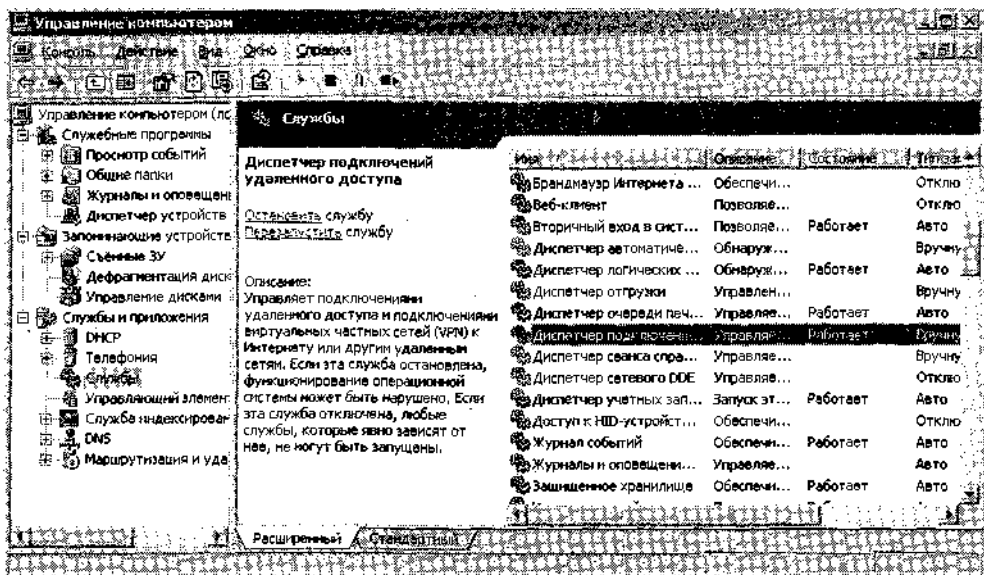 Управление компьютером
Консоль Действие Вид Окно Справка
Управление компьютером (лс
Служебные программы
Просмотр событий
Общие папки
Журналы и оповещени
Диспетчер устройств
Запоминающие устройств
Съемные ЗУ
Дефрагментация диск
Управление дисками
Службы и приложения
DHCP
Телефония
Службы
Управляющий элемент
Служба индексирован
DNS
Маршрутизация и уда
Службы
Диспетчер подключений
удаленного доступа
Остановить службу
Перезапустить службу
Описание:
Управляет подключениями
удаленного доступа и подключениями
виртуальных частных сетей (VPN) к
Интернету или другим удаленным
сетям. Если эта служба остановлена,
функционирование операционной
системы может быть нарушено. Если
эта служба отключена, любые
службы, которые явно зависят от
нее, не могут быть запущены.
Имя Описание Состояние
Брандмауэр Интернета ... Обеспечи... Отклю
Веб-клиент Позволяе... Отклю
Вторичный вход в сист... Позволяе... Работает Авто
Диспетчер автоматиче... Обнаруж... Вручну
Диспетчер логических ... Обнаруж... Работает Авто
Диспетчер отгрузки Управлен... Вручну
Диспетчер очереди печ... Управляе... Работает Авто
Диспетчер подключен... Управляе... Работает Вручну
Диспетчер сеанса спра... Управляе... Вручну
Диспетчер сетевого DDE Управляе... Отклю
Диспетчер учетных зап... Запуск эт... Работает Авто
Доступ к HID-устройст... Обеспечи... Отклю
Журнал событий Обеспечи... Работает Авто
Журналы и оповещени... Управляе... Авто
Защищенное хранилище Обеспечи... Работает Авто
Расширенный Стандартный